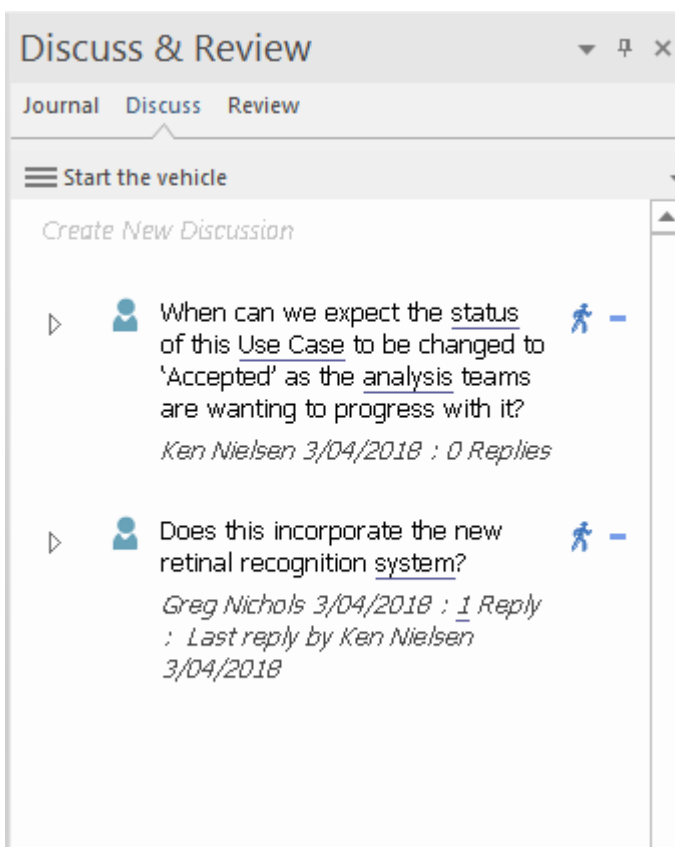 Discuss & Review
Journal Discuss Review
Start the vehicle
Create New Discussion
When can we expect the status
of this Use Case to be changed to
'Accepted' as the analysis teams
are wanting to progress with it?
Ken Nielsen 3/04/2018 : 0 Replies
Does this incorporate the new
retinal recognition system?
Greg Nichols 3/04/2018 : 1 Reply
: Last reply by Ken Nielsen
3/04/2018